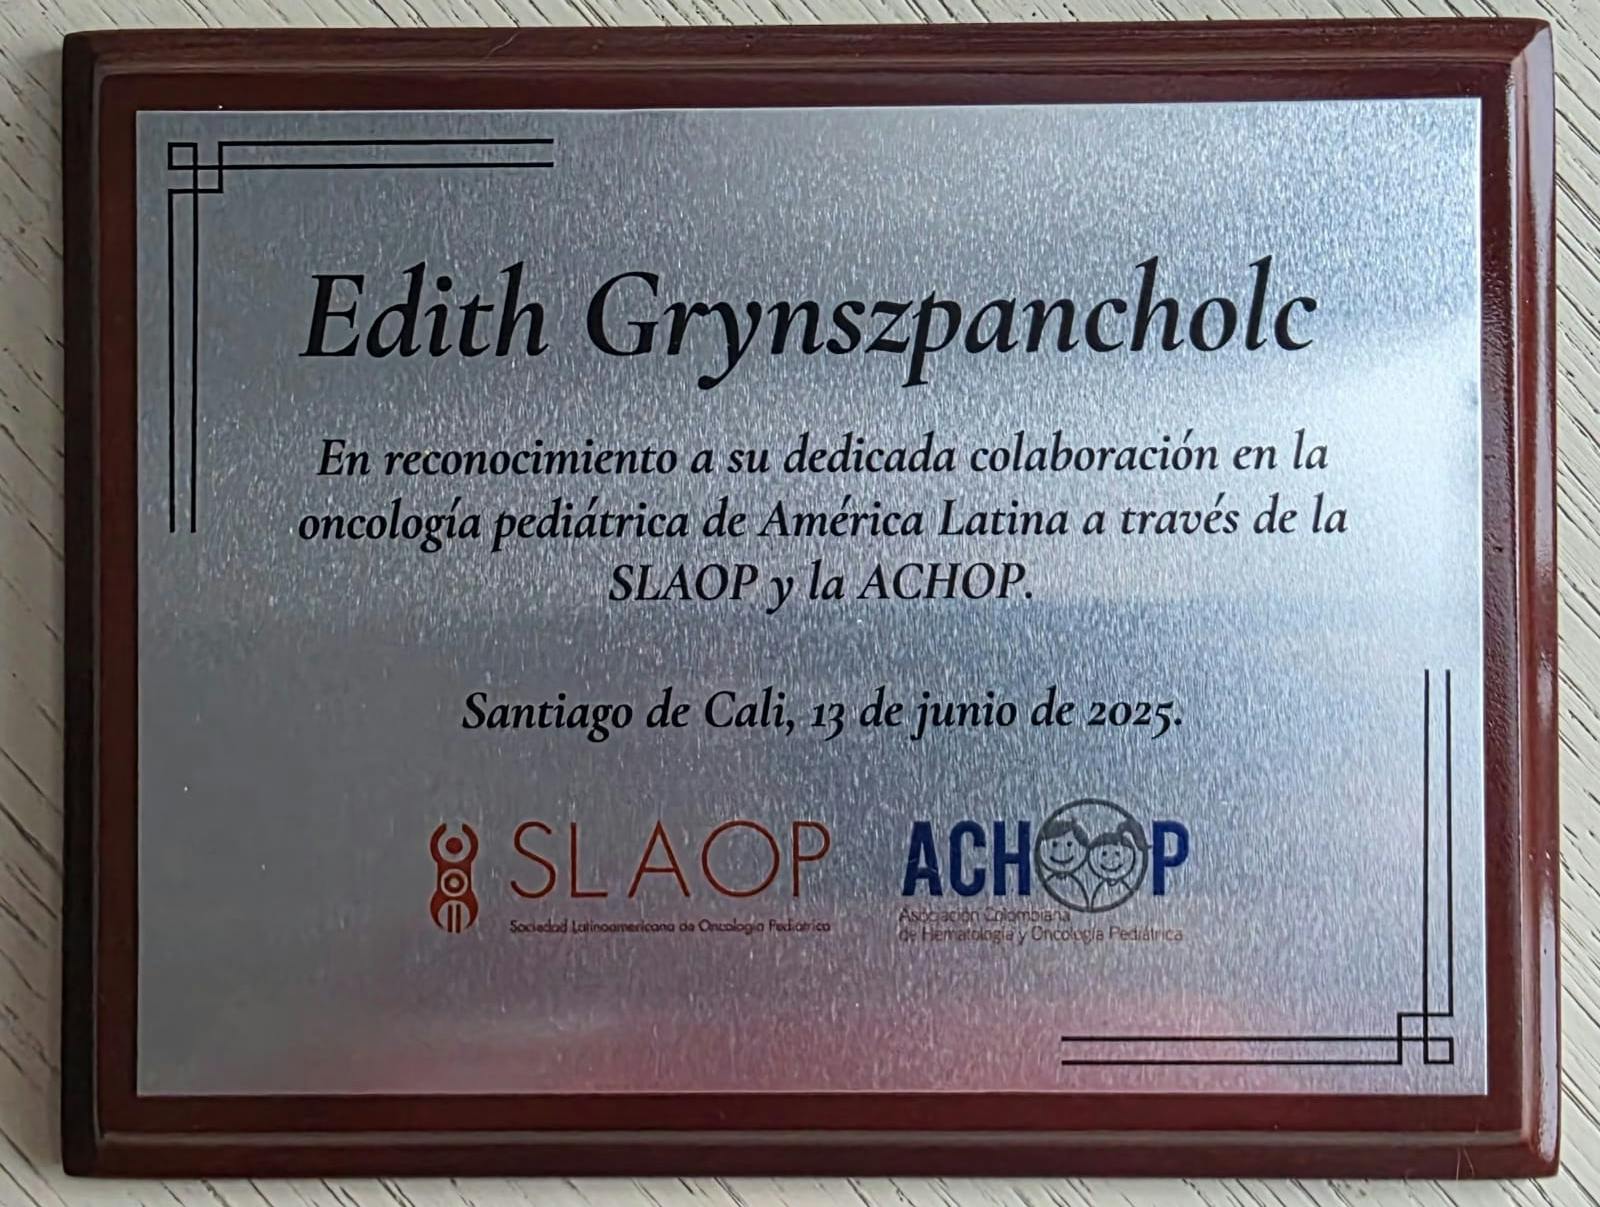 Edith Grynszpancholc
En reconocimiento a su dedicada colaboración en la
oncología pediátrica de América Latina a través de la
SLAOP y la ACHOP.
Santiago de Cali, 13 de junio de 2025.
SLAOP
Sociedad Latinoamericana de Oncología Pediátrica
ACHOP
Asociación Colombiana
de Hematología y Oncología Pediátrica